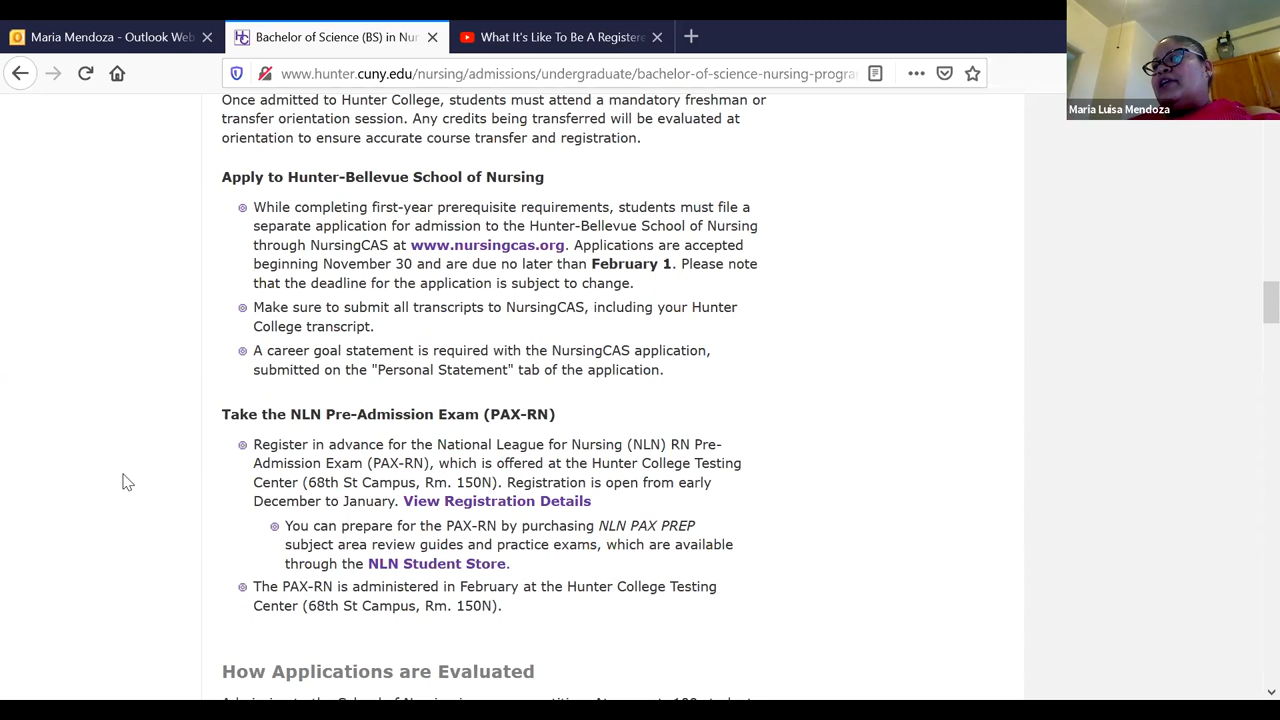 Maria Mendoza - Outlook Web
Bachelor of Science (BS) in Nur
What It's Like To Be A Registere
www.hunter.cuny.edu/nursing/admissions/undergraduate/bachelor-of-science-nursing-progra
Maria Luisa Mendoza
Once admitted to Hunter College, students must attend a mandatory freshman or
transfer orientation session. Any credits being transferred will be evaluated at
orientation to ensure accurate course transfer and registration.
Apply to Hunter-Bellevue School of Nursing
While completing first-year prerequisite requirements, students must file a
separate application for admission to the Hunter-Bellevue School of Nursing
through NursingCAS at www.nursingcas.org. Applications are accepted
beginning November 30 and are due no later than February 1. Please note
that the deadline for the application is subject to change.
Make sure to submit all transcripts to NursingCAS, including your Hunter
College transcript.
A career goal statement is required with the NursingCAS application,
submitted on the "Personal Statement" tab of the application.
Take the NLN Pre-Admission Exam (PAX-RN)
Register in advance for the National League for Nursing (NLN) RN Pre-
Admission Exam (PAX-RN), which is offered at the Hunter College Testing
Center (68th St Campus, Rm. 150N). Registration is open from early
December to January. View Registration Details
You can prepare for the PAX-RN by purchasing NLN PAX PREP
subject area review guides and practice exams, which are available
through the NLN Student Store.
The PAX-RN is administered in February at the Hunter College Testing
Center (68th St Campus, Rm. 150N).
How Applications are Evaluated